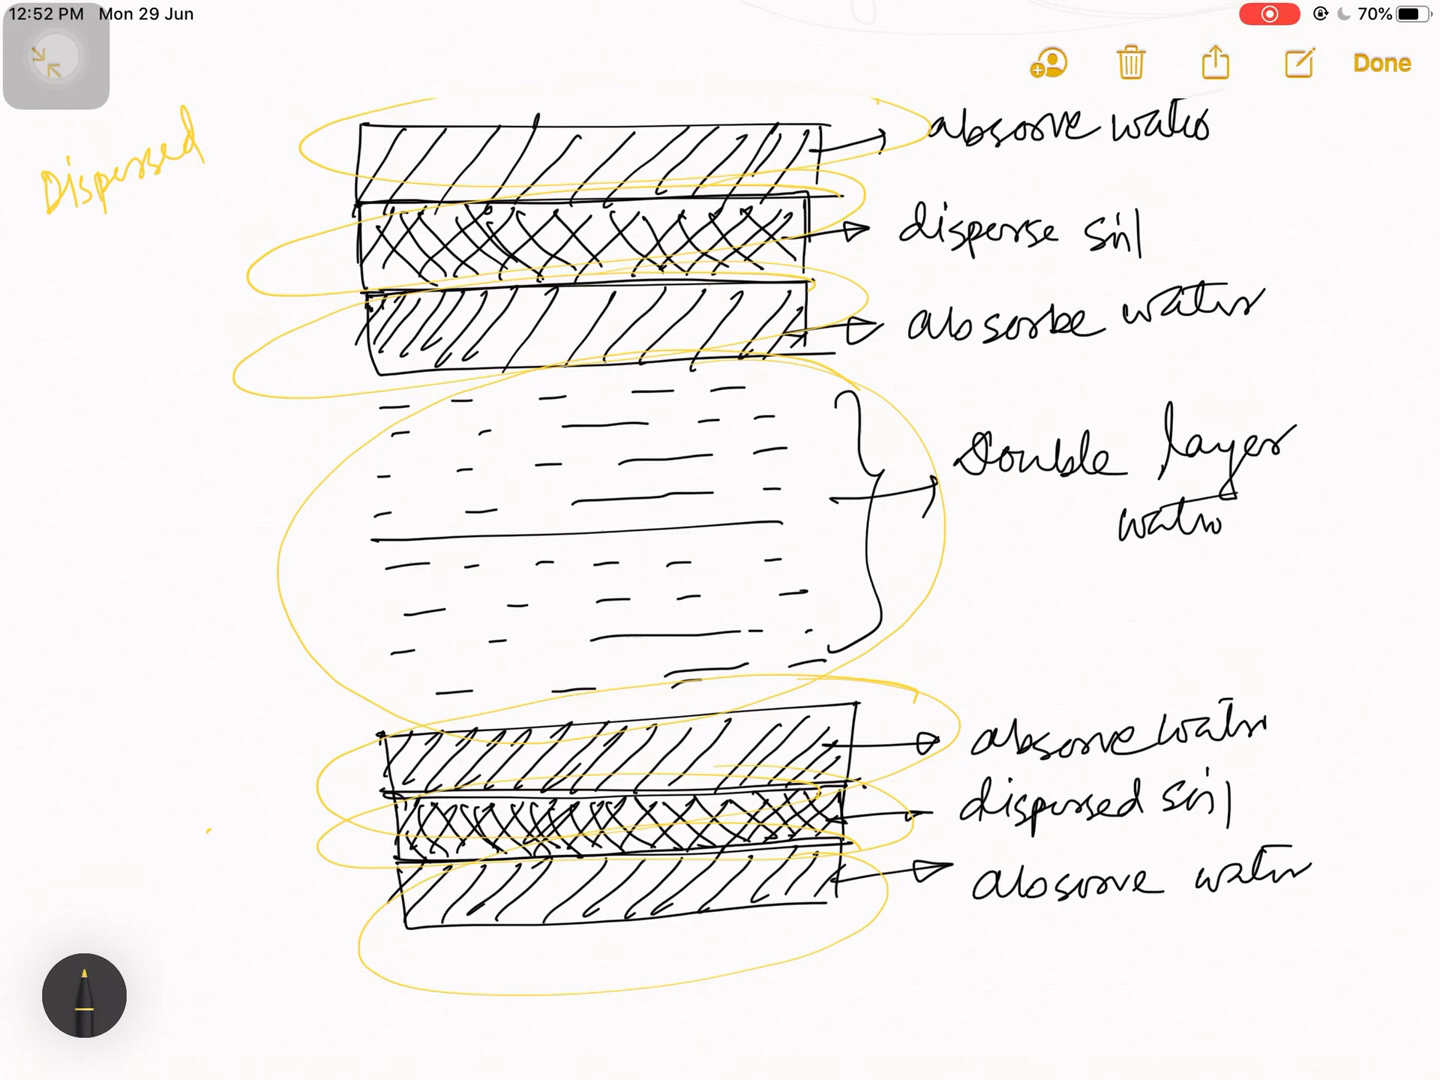 12:52 PM Mon 29 Jun
70%
Done
Dispersed
absorve water
disperse soil
absorbe water
Double layer
water
absorve water
dispersed soil
absorve water